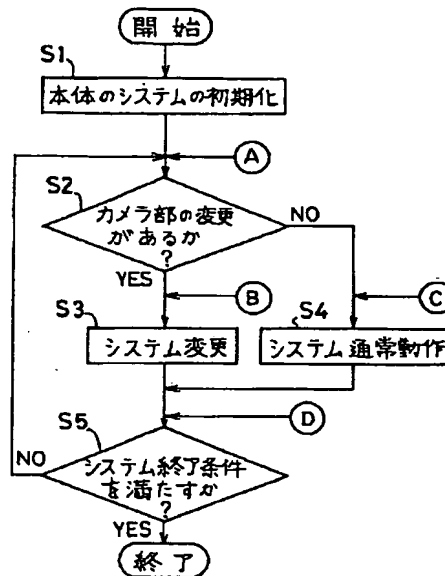 開始
S1
本体のシステムの初期化
A
S2
カメラ部の変更
があるか
?
NO
YES
B
C
S3
システム変更
S4
システム通常動作
D
S5
システム終了条件
を満たすか
?
NO
YES
終了